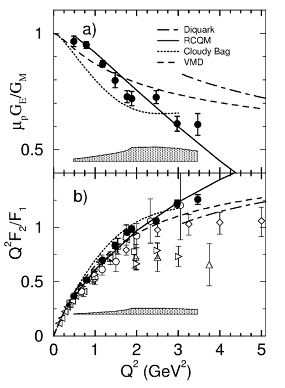 a)
Diquark
RCQM
Cloudy Bag
VMD
μpGE/GM
1
0.5
b)
Q²F2/F1
1
0.5
0
0 1 2 3 4 5
Q² (GeV²)